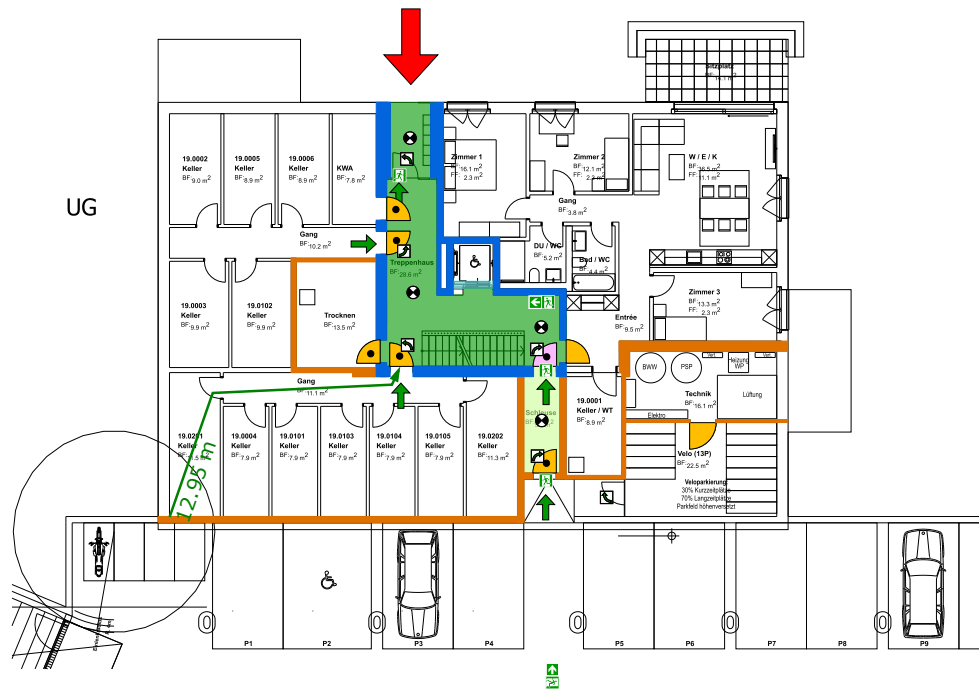 UG
Sitzplatz
19.0002
Keller
BF: 9.0 m²
19.0005
Keller
BF: 8.9 m²
19.0006
Keller
BF: 8.9 m²
KWA
BF: 7.8 m²
Zimmer 1
BF: 16.1 m²
FF: 2.3 m²
Zimmer 2
BF: 12.1 m²
W / E / K
Gang
BF: 3.8 m²
Gang
BF: 10.2 m²
Treppenhaus
BF: 28.6 m²
DU / WC
BF: 5.2 m²
Bad / WC
BF: 4.4 m²
19.0003
Keller
BF: 9.9 m²
19.0102
Keller
BF: 9.9 m²
Trocknen
BF: 13.5 m²
Zimmer 3
BF: 13.3 m²
FF: 2.3 m²
Entrée
BF: 9.5 m²
BWW
PSP
Vert.
Heizung
WP
Vert.
Technik
BF: 16.1 m²
Lüftung
Elektro
Gang
BF: 11.1 m²
19.0201
Keller
19.0004
Keller
BF: 7.9 m²
19.0101
Keller
BF: 7.9 m²
19.0103
Keller
BF: 7.9 m²
19.0104
Keller
BF: 7.9 m²
19.0105
Keller
BF: 7.9 m²
19.0202
Keller
BF: 11.3 m²
12.95 m
Schleuse
19.0001
Keller / WT
BF: 8.9 m²
Velo (13P)
BF: 22.5 m²
Veloparkierung
30% Kurzzeitplätze
70% Langzeitplätze
Parkfeld höhenversetzt
P1
P2
P3
P4
P5
P6
P7
P8
P9